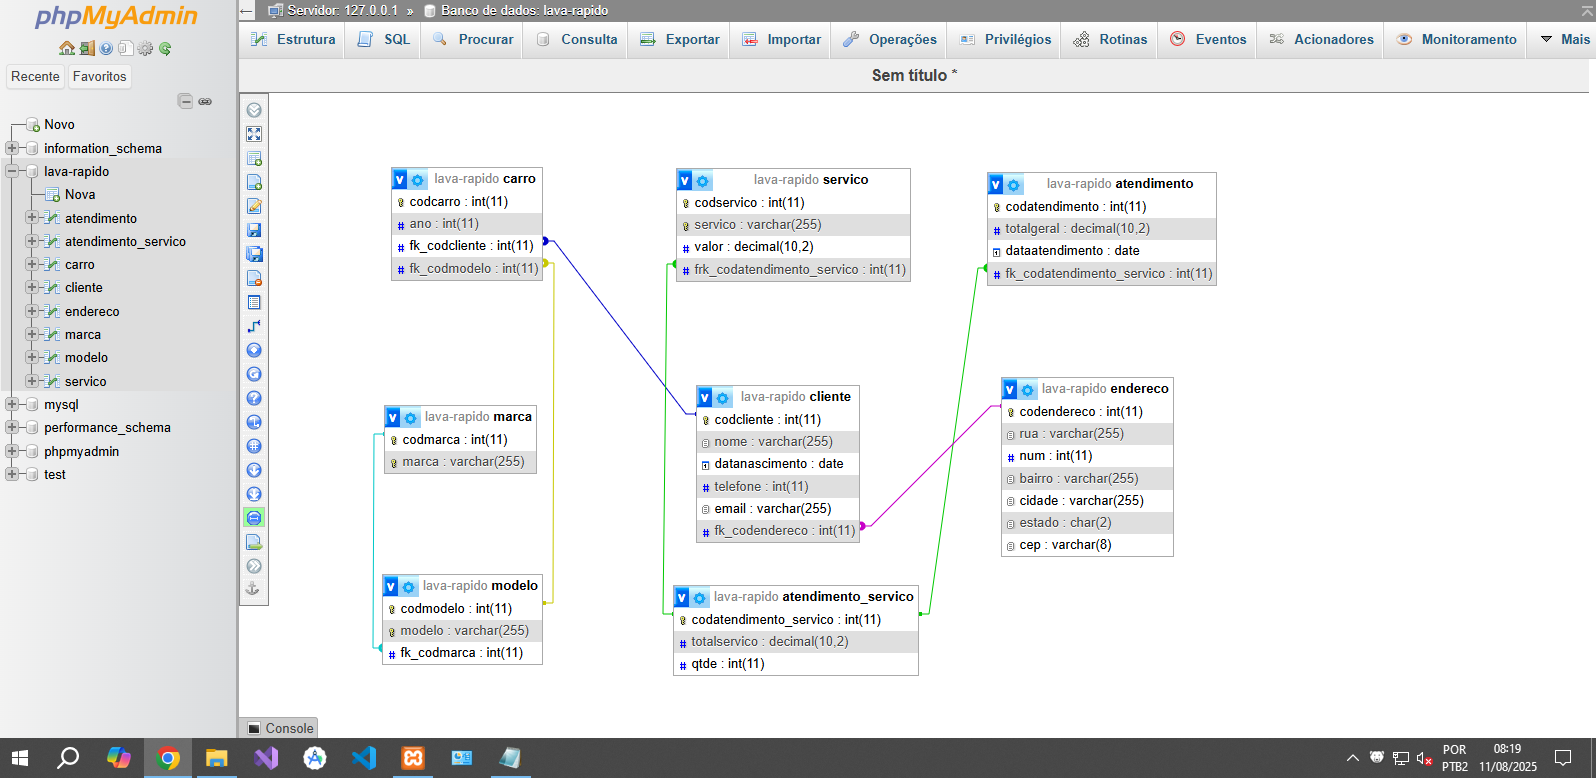 phpMyAdmin
Recente
Favoritos
Novo
information_schema
lava-rapido
Nova
atendimento
atendimento_servico
carro
cliente
endereco
marca
modelo
servico
mysql
performance_schema
phpmyadmin
test
Servidor: 127.0.0.1 » Banco de dados: lava-rapido
Estrutura
SQL
Procurar
Consulta
Exportar
Importar
Operações
Privilégios
Rotinas
Eventos
Acionadores
Monitoramento
Mais
Sem título *
lava-rapido carro
codcarro : int(11)
ano : int(11)
fk_codcliente : int(11)
fk_codmodelo : int(11)
lava-rapido servico
codservico : int(11)
servico : varchar(255)
valor : decimal(10,2)
frk_codatendimento_servico : int(11)
lava-rapido atendimento
codatendimento : int(11)
totalgeral : decimal(10,2)
dataatendimento : date
fk_codatendimento_servico : int(11)
lava-rapido marca
codmarca : int(11)
marca : varchar(255)
lava-rapido cliente
codcliente : int(11)
nome : varchar(255)
datanascimento : date
telefone : int(11)
email : varchar(255)
fk_codendereco : int(11)
lava-rapido endereco
codendereco : int(11)
rua : varchar(255)
num : int(11)
bairro : varchar(255)
cidade : varchar(255)
estado : char(2)
cep : varchar(8)
lava-rapido modelo
codmodelo : int(11)
modelo : varchar(255)
fk_codmarca : int(11)
lava-rapido atendimento_servico
codatendimento_servico : int(11)
totalservico : decimal(10,2)
qtde : int(11)
Console
POR
PTB2
08:19
11/08/2025